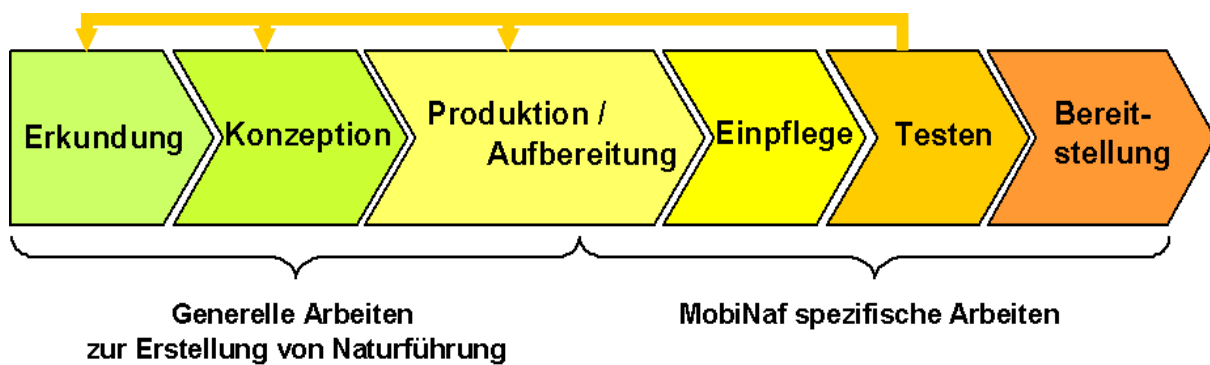 Erkundung
Konzeption
Produktion /
Aufbereitung
Einpflege
Testen
Bereit-
stellung
Generelle Arbeiten
zur Erstellung von Naturführung
MobiNaf spezifische Arbeiten